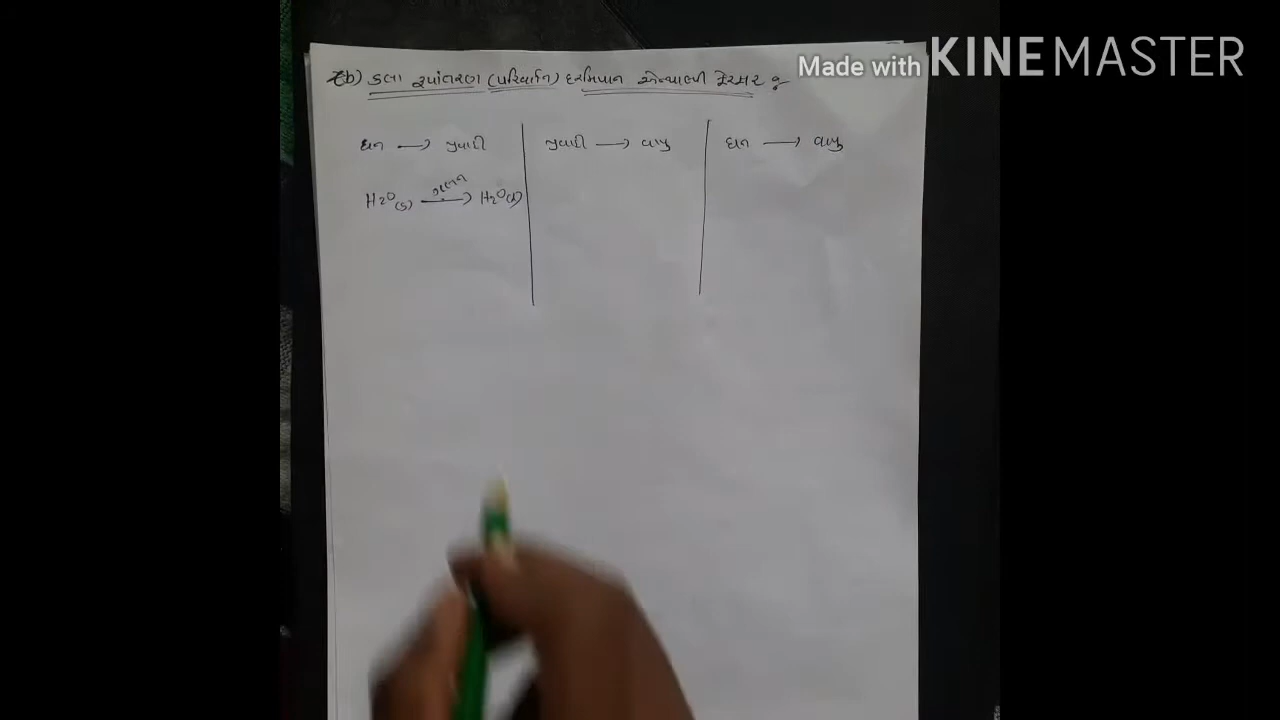 Made with KINEMASTER
(b) કલા રૂપાંતરણ (પરિવર્તન) દરમિયાન એન્થાલ્પી ફેરફાર :
ઘન → પ્રવાહી
પ્રવાહી → વાયુ
ઘન → વાયુ
ગલન
H2O(s) → H2O(l)